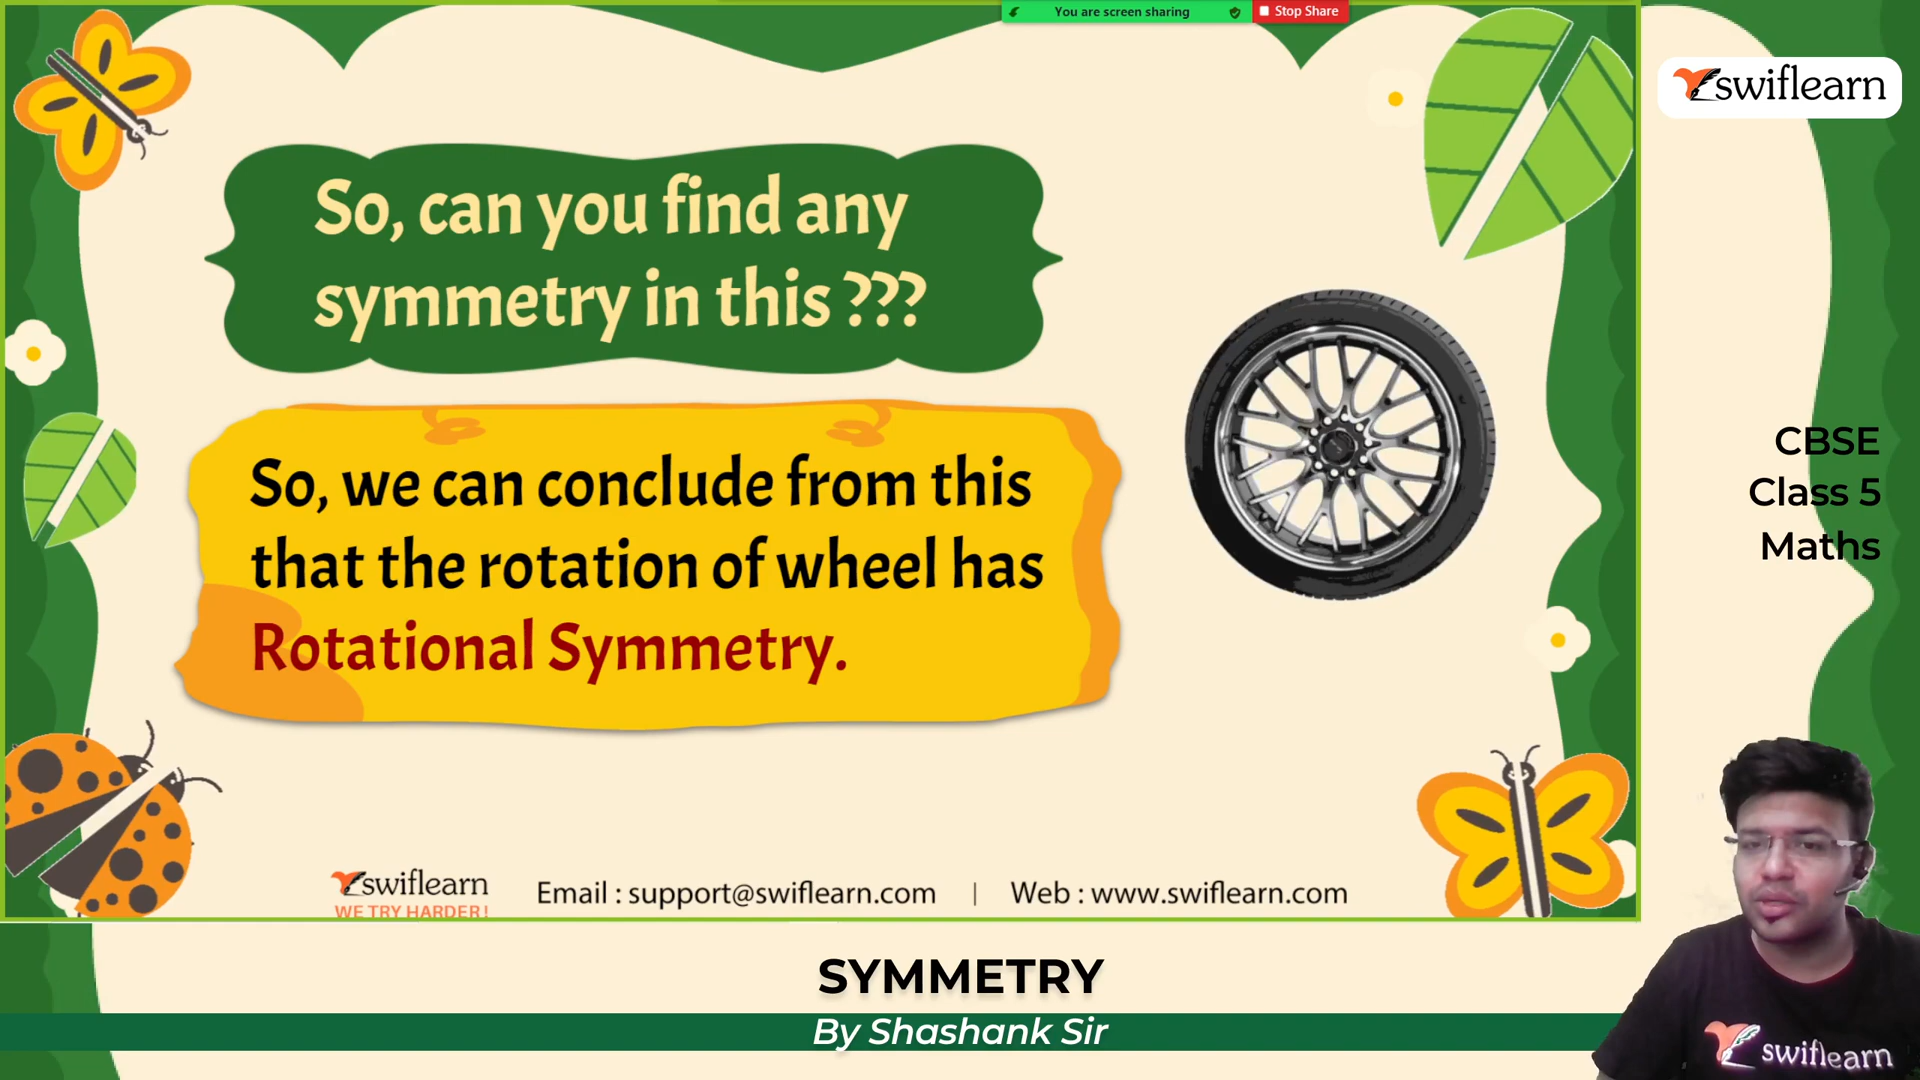 You are screen sharing
Stop Share
swiflearn
So, can you find any
symmetry in this ???
So, we can conclude from this
that the rotation of wheel has
Rotational Symmetry.
CBSE
Class 5
Maths
swiflearn
WE TRY HARDER !
Email : support@swiflearn.com | Web : www.swiflearn.com
SYMMETRY
By Shashank Sir
swiflearn